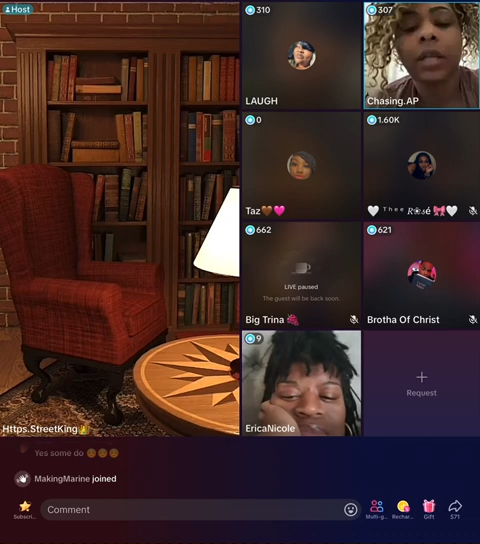 Host
310
LAUGH
307
Chasing.AP
0
Taz🤎💗
1.60K
🤍 ᵀʰᵉᵉ 𝑅❀𝓈é 🎀🤍
662
LIVE paused
The guest will be back soon.
Big Trina 🍇
621
Brotha Of Christ
9
EricaNicole
Request
Https.StreetKing
Yes some do
MakingMarine joined
Subscri...
Comment
Multi-g...
Rechar...
Gift
571